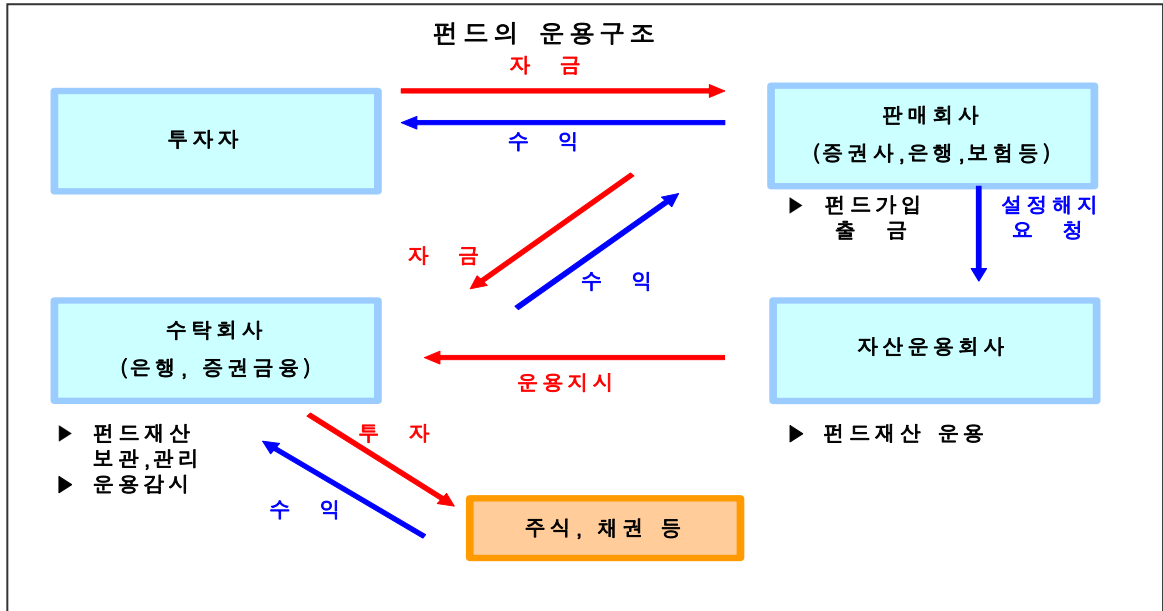 펀드의 운용구조
자 금
투자자
수 익
판매회사
(증권사,은행,보험등)
▶ 펀드가입
출 금
설정해지
요 청
자 금
수 익
수탁회사
(은행, 증권금융)
운용지시
자산운용회사
▶ 펀드재산
보관,관리
▶ 운용감시
투 자
▶ 펀드재산 운용
수 익
주식, 채권 등